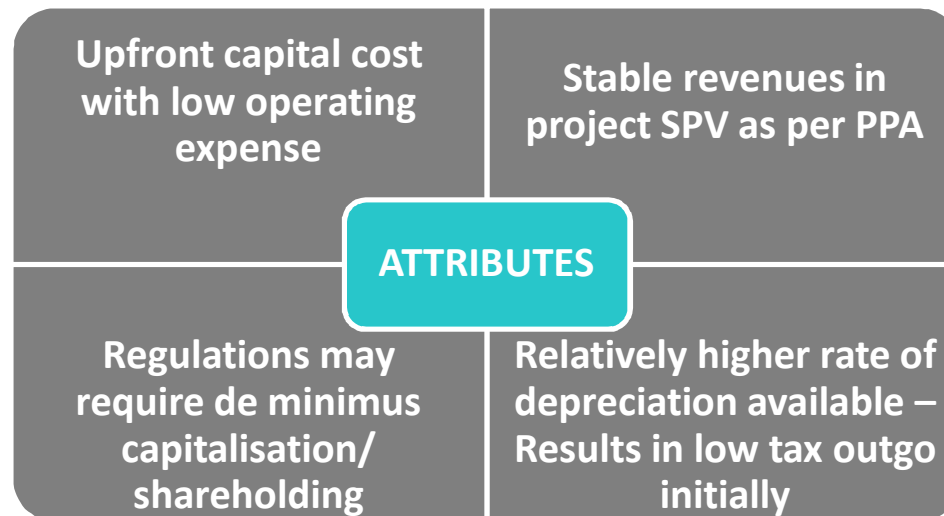 Upfront capital cost
with low operating
expense
Stable revenues in
project SPV as per PPA
ATTRIBUTES
Regulations may
require de minimus
capitalisation/
shareholding
Relatively higher rate of
depreciation available –
Results in low tax outgo
initially